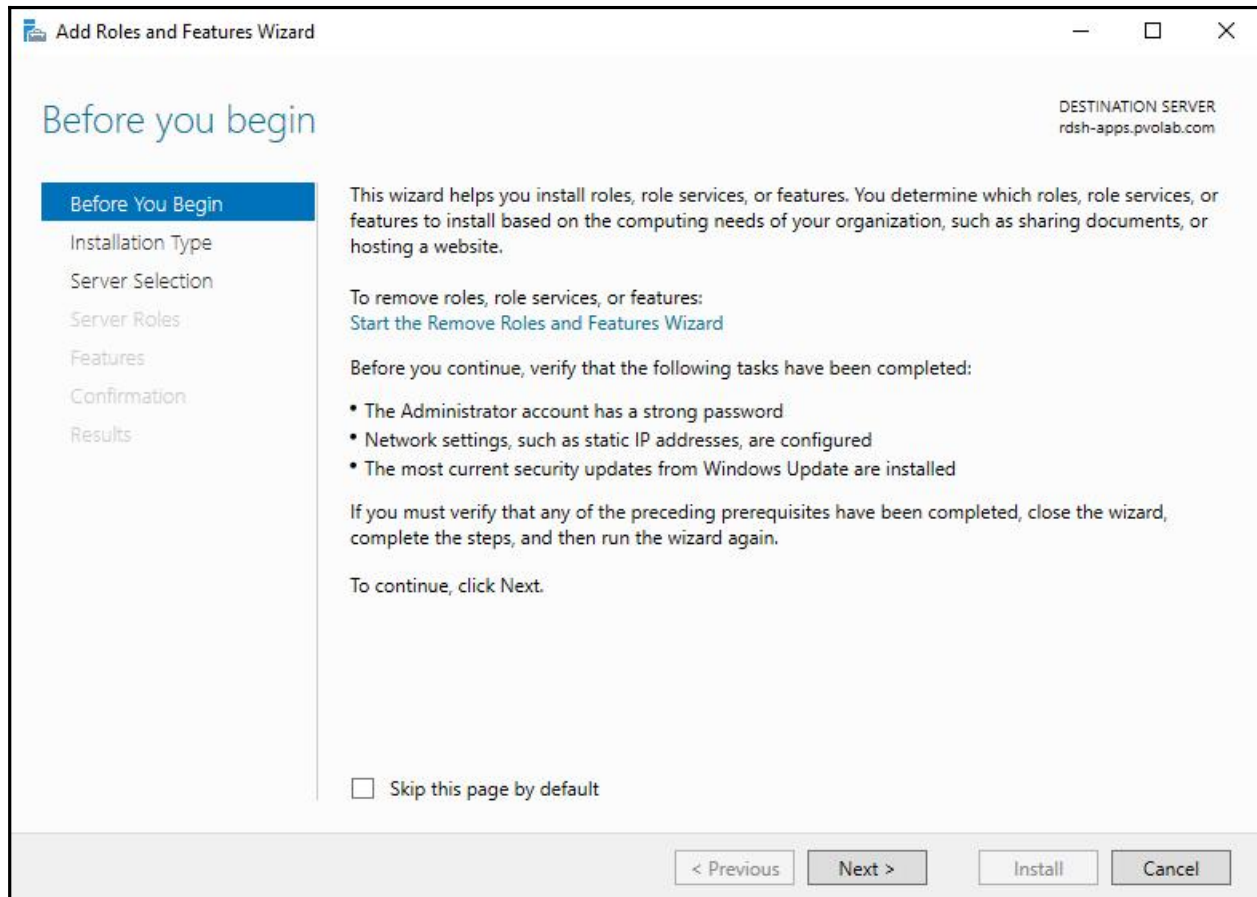 Add Roles and Features Wizard
Before you begin
DESTINATION SERVER
rdsh-apps.pvolab.com
Before You Begin
Installation Type
Server Selection
Server Roles
Features
Confirmation
Results
This wizard helps you install roles, role services, or features. You determine which roles, role services, or
features to install based on the computing needs of your organization, such as sharing documents, or
hosting a website.
To remove roles, role services, or features:
Start the Remove Roles and Features Wizard
Before you continue, verify that the following tasks have been completed:
• The Administrator account has a strong password
• Network settings, such as static IP addresses, are configured
• The most current security updates from Windows Update are installed
If you must verify that any of the preceding prerequisites have been completed, close the wizard,
complete the steps, and then run the wizard again.
To continue, click Next.
Skip this page by default
< Previous
Next >
Install
Cancel